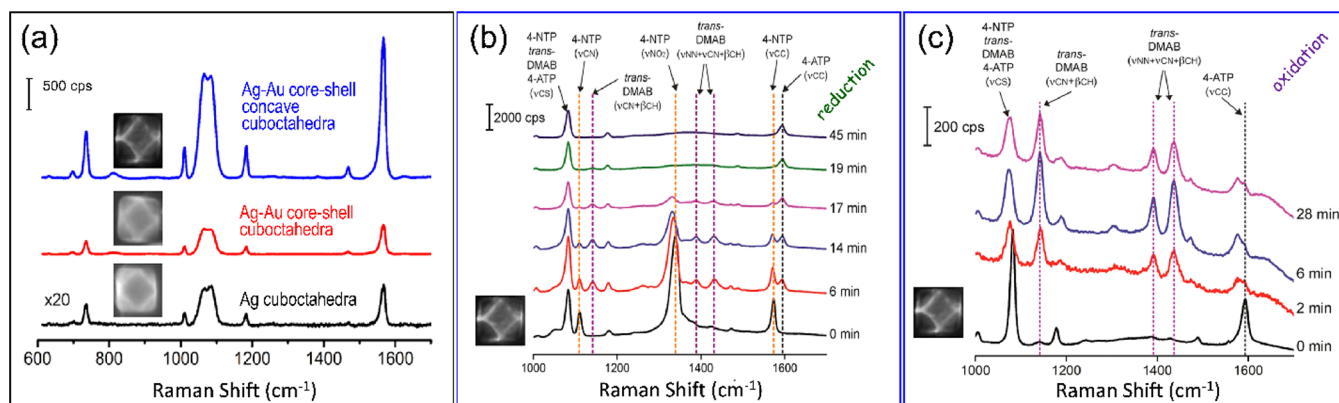 (a)
500 cps
Ag-Au core-shell
concave
cuboctahedra
Ag-Au core-shell
cuboctahedra
x20
Ag cuboctahedra
600 800 1000 1200 1400 1600
Raman Shift (cm⁻¹)
(b)
4-NTP
trans-
DMAB
4-ATP
(νCS)
4-NTP
(νCN)
trans-
DMAB
(νCN+βCH)
4-NTP
(νNO₂)
trans-
DMAB
(νNN+νCN+βCH)
4-NTP
(νCC)
4-ATP
(νCC)
reduction
2000 cps
45 min
19 min
17 min
14 min
6 min
0 min
1000 1200 1400 1600
Raman Shift (cm⁻¹)
(c)
4-NTP
trans-
DMAB
4-ATP
(νCS)
trans-
DMAB
(νCN+βCH)
trans-
DMAB
(νNN+νCN+βCH)
4-ATP
(νCC)
oxidation
200 cps
28 min
6 min
2 min
0 min
1000 1200 1400 1600
Raman Shift (cm⁻¹)